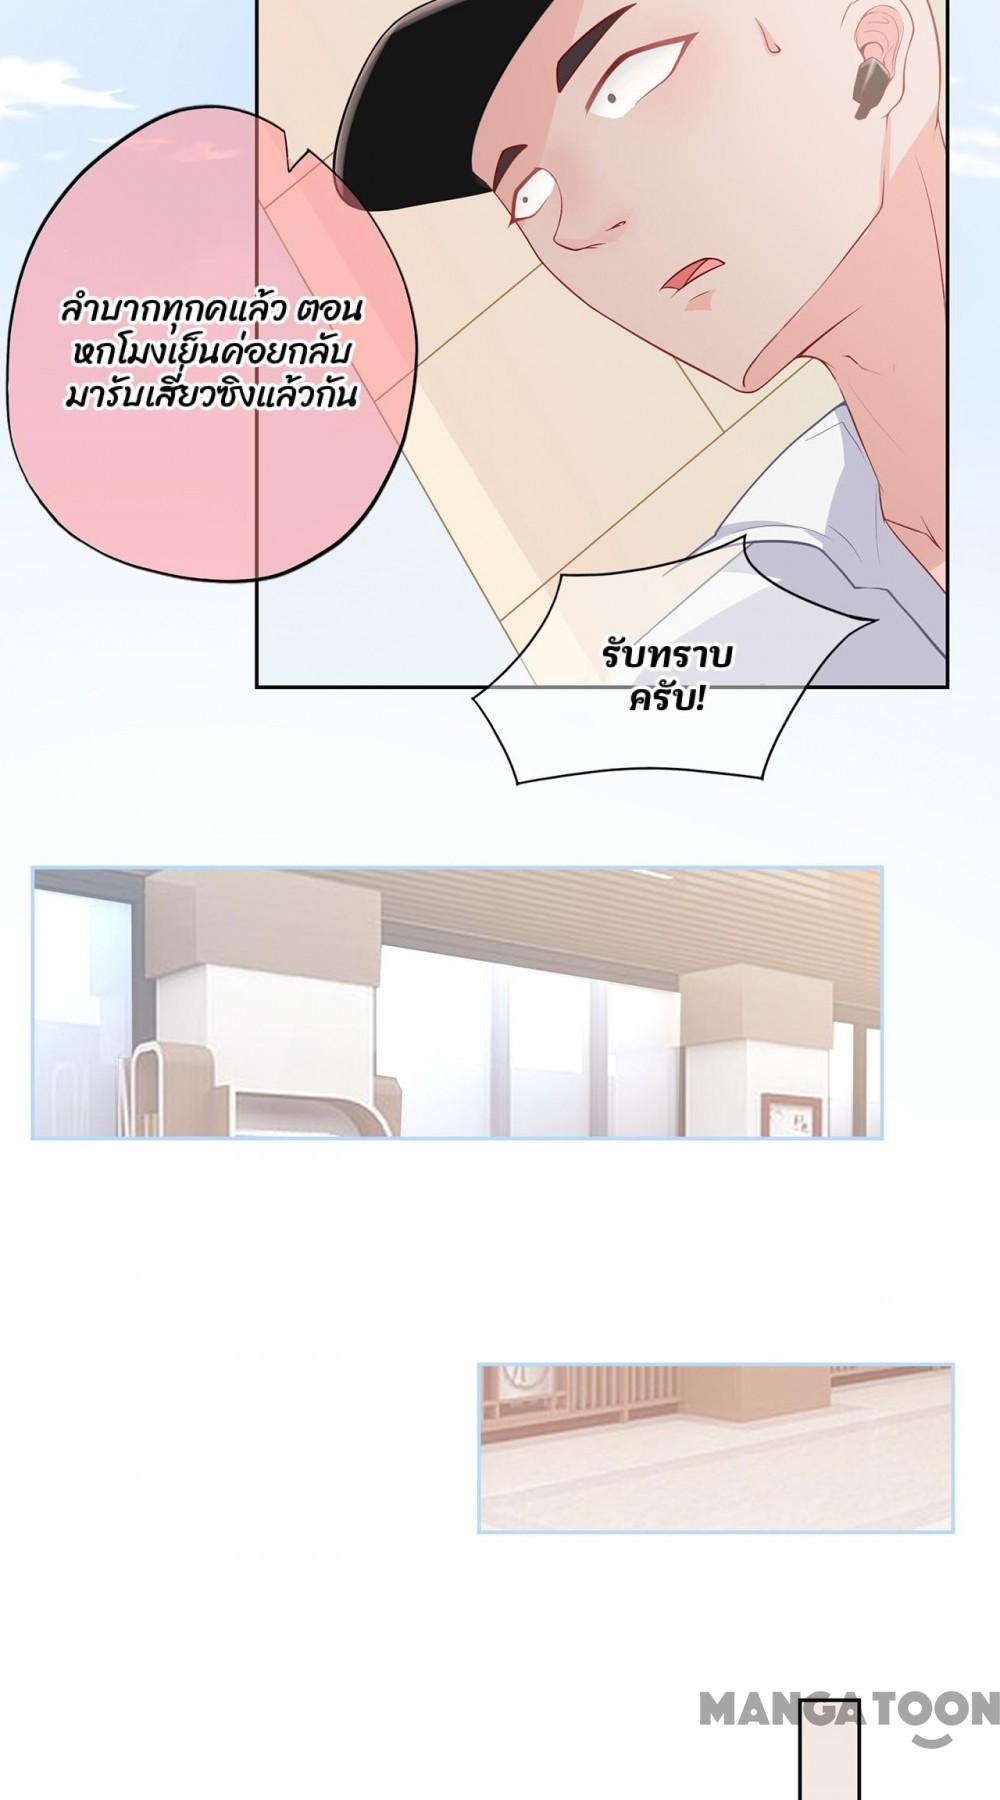 ลำบากทุกคแล้ว ตอน
หกโมงเย็นค่อยกลับ
มารับเสี่ยวซิงแล้วกัน
รับทราบ
ครับ!
MANGATOON